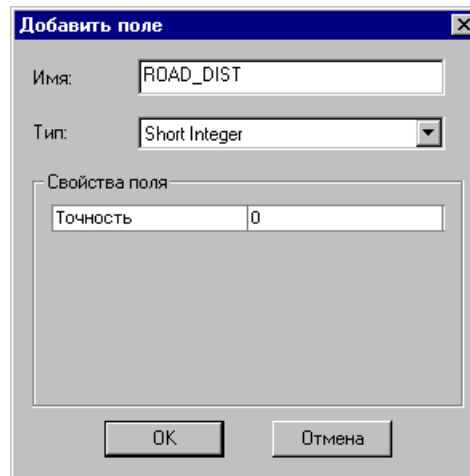 Добавить поле
Имя: ROAD_DIST
Тип: Short Integer
Свойства поля
Точность 0
OK Отмена